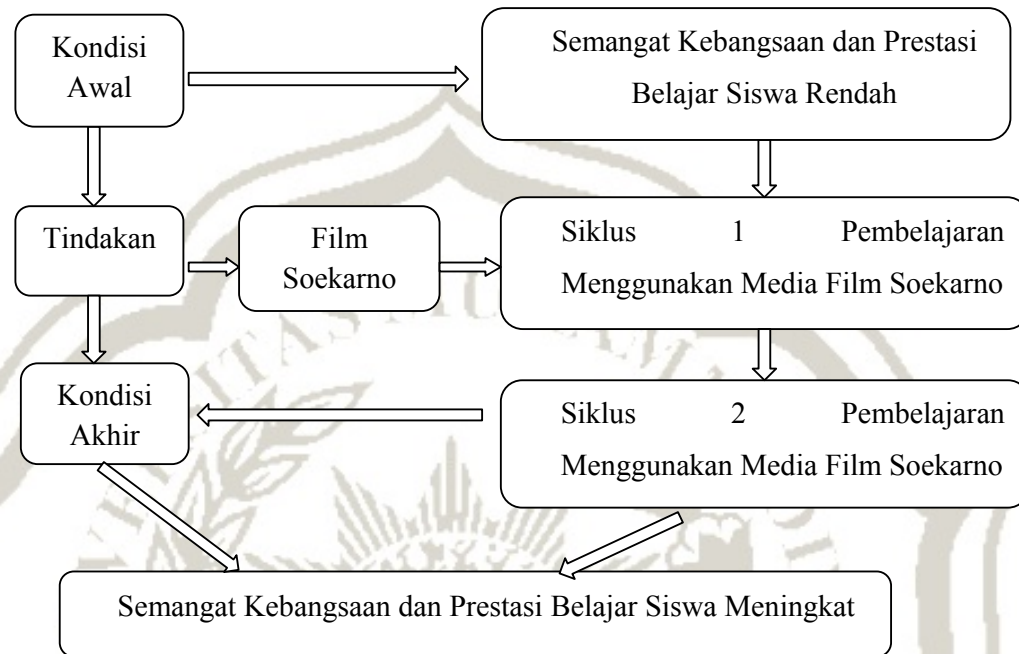 Kondisi
Awal
Semangat Kebangsaan dan Prestasi
Belajar Siswa Rendah
Tindakan
Film
Soekarno
Siklus 1 Pembelajaran
Menggunakan Media Film Soekarno
Kondisi
Akhir
Siklus 2 Pembelajaran
Menggunakan Media Film Soekarno
Semangat Kebangsaan dan Prestasi Belajar Siswa Meningkat